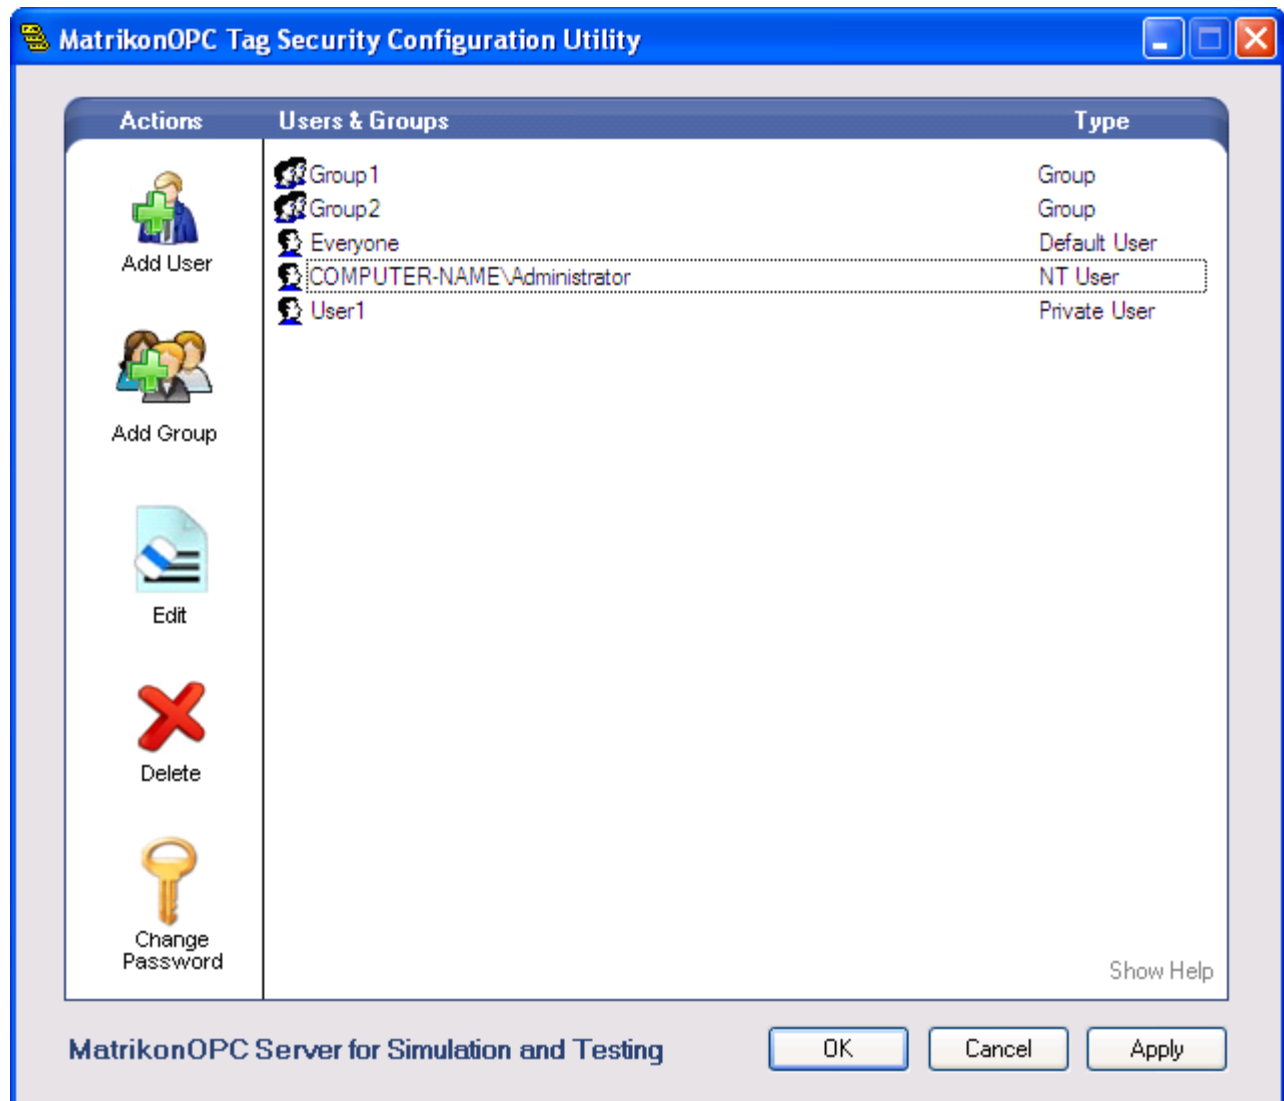 MatrikonOPC Tag Security Configuration Utility
Actions Users & Groups Type
Group1 Group
Group2 Group
Everyone Default User
COMPUTER-NAME\Administrator NT User
User1 Private User
Add User
Add Group
Edit
Delete
Change
Password
Show Help
MatrikonOPC Server for Simulation and Testing OK Cancel Apply